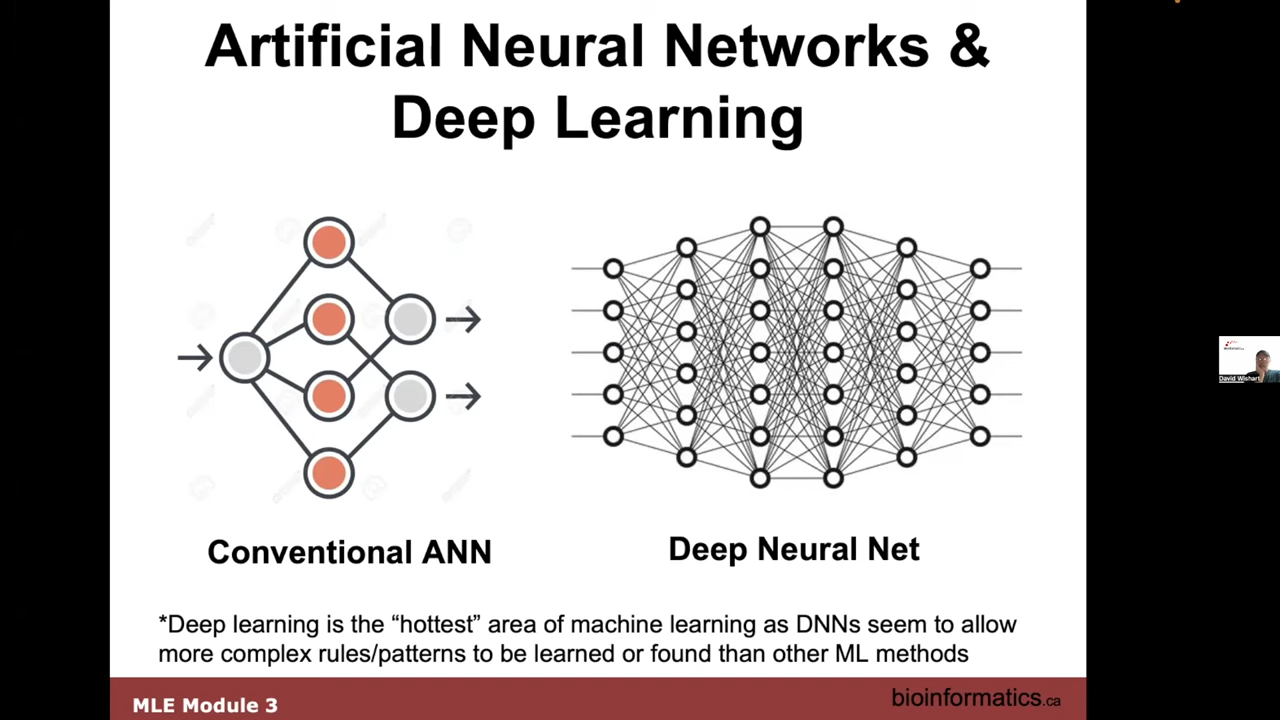 Artificial Neural Networks &
Deep Learning
Conventional ANN
Deep Neural Net
*Deep learning is the “hottest” area of machine learning as DNNs seem to allow
more complex rules/patterns to be learned or found than other ML methods
MLE Module 3
bioinformatics.ca
David Wishart